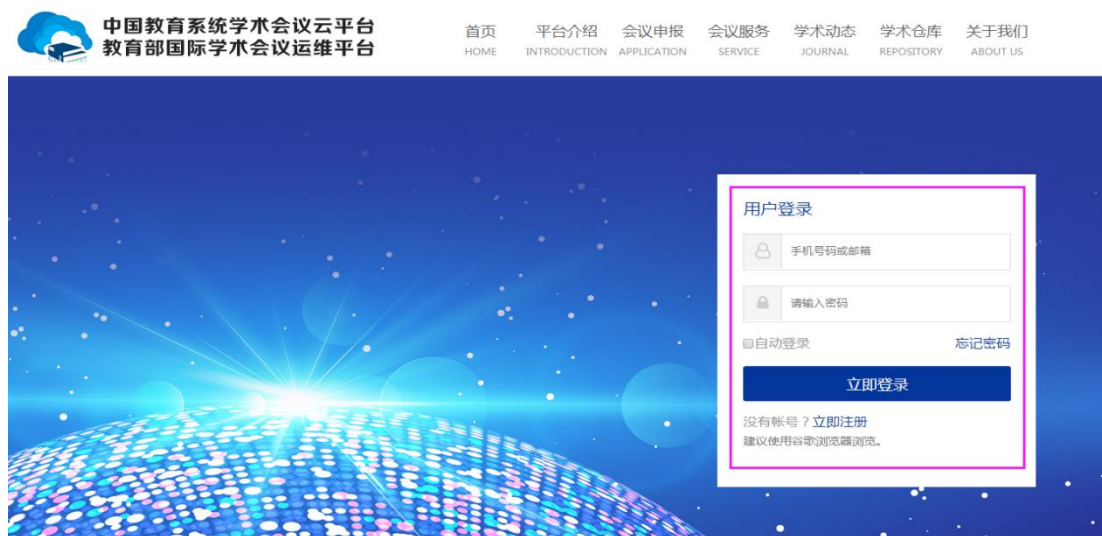 中国教育系统学术会议云平台
教育部国际学术会议运维平台
首页 平台介绍 会议申报 会议服务 学术动态 学术仓库 关于我们
HOME INTRODUCTION APPLICATION SERVICE JOURNAL REPOSITORY ABOUT US
用户登录
手机号码或邮箱
请输入密码
自动登录 忘记密码
立即登录
没有帐号？立即注册
建议使用谷歌浏览器浏览。